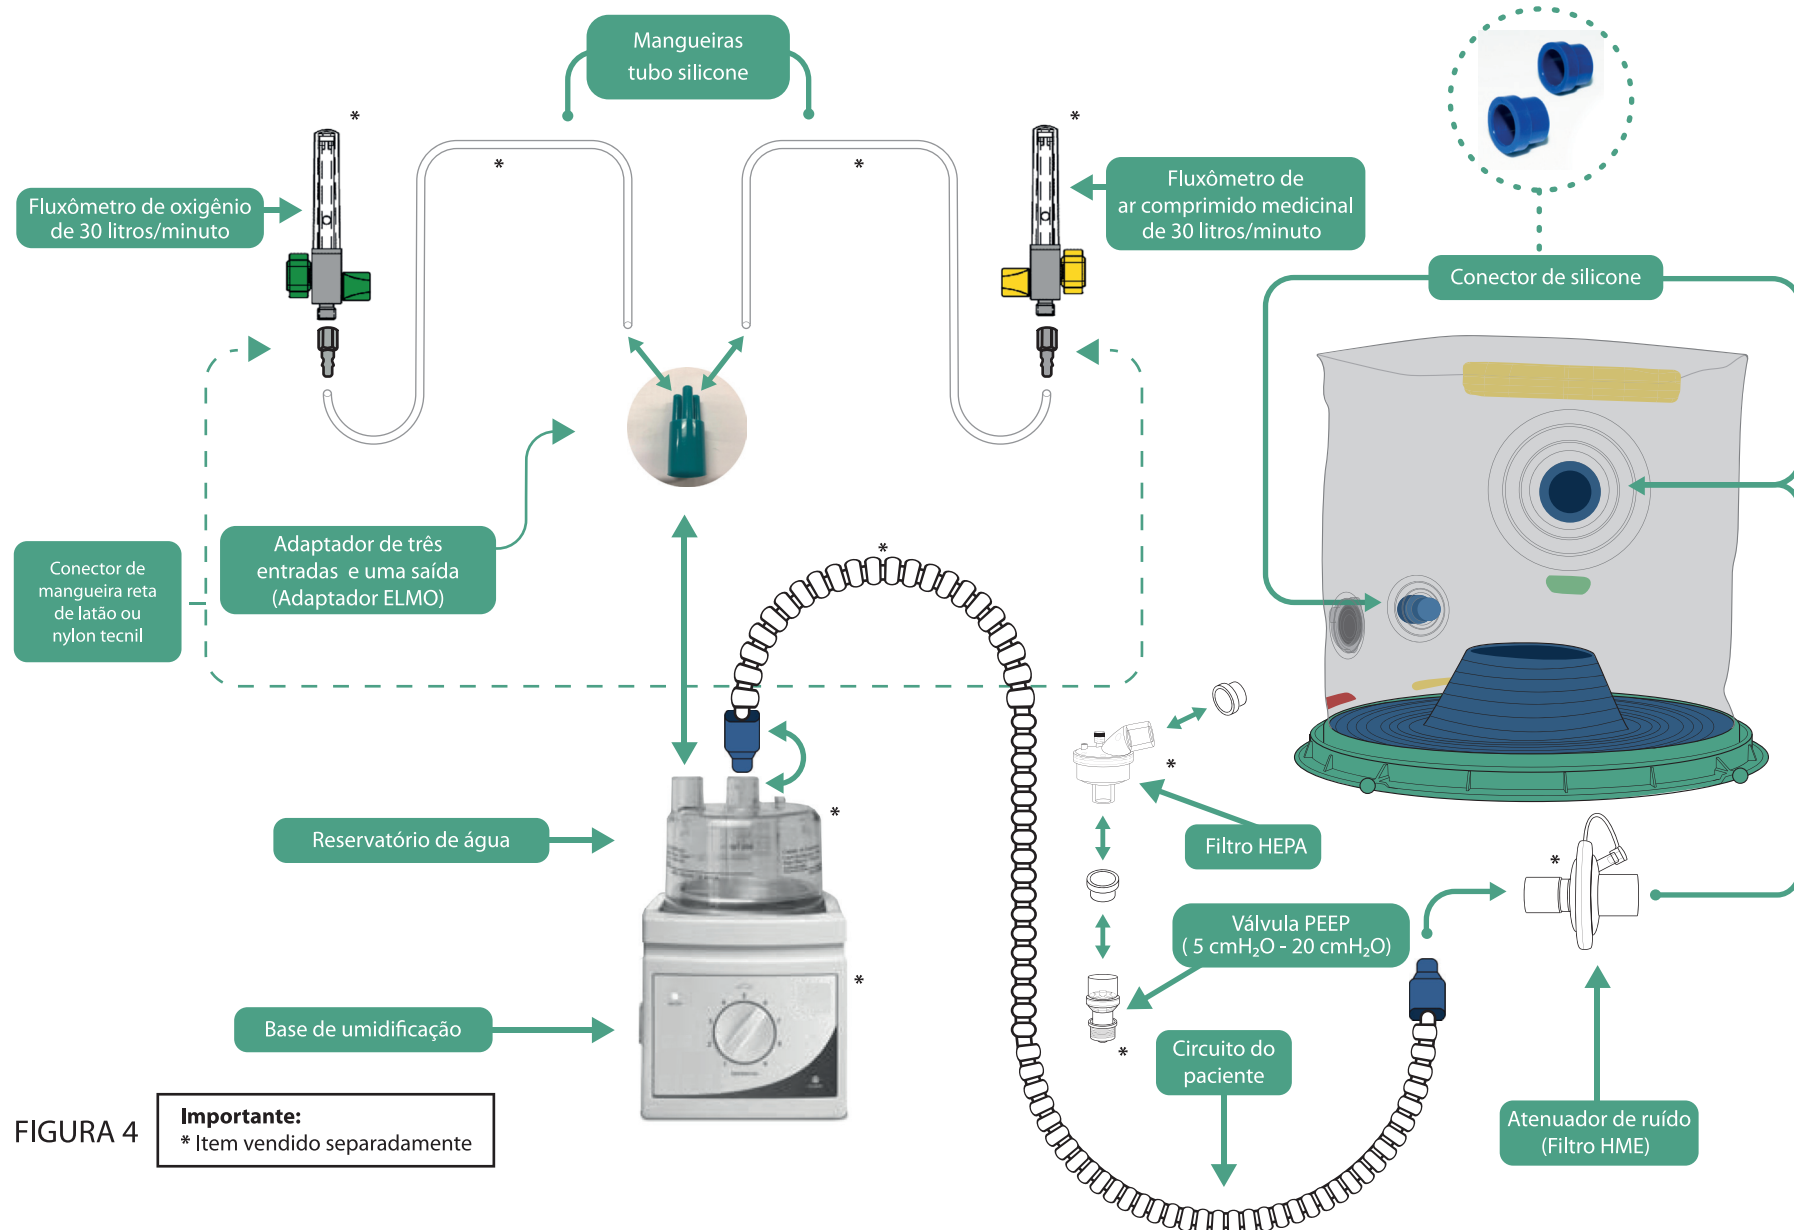 Mangueiras
tubo silicone
*
*
*
*
Fluxômetro de oxigênio
de 30 litros/minuto
Fluxômetro de
ar comprimido medicinal
de 30 litros/minuto
Conector de silicone
Adaptador de três
entradas e uma saída
(Adaptador ELMO)
*
Conector de
mangueira reta
de latão ou
nylon tecnil
*
Reservatório de água
*
Filtro HEPA
*
Válvula PEEP
( 5 cmH₂O - 20 cmH₂O)
*
Base de umidificação
*
Circuito do
paciente
Atenuador de ruído
(Filtro HME)
FIGURA 4
Importante:
* Item vendido separadamente